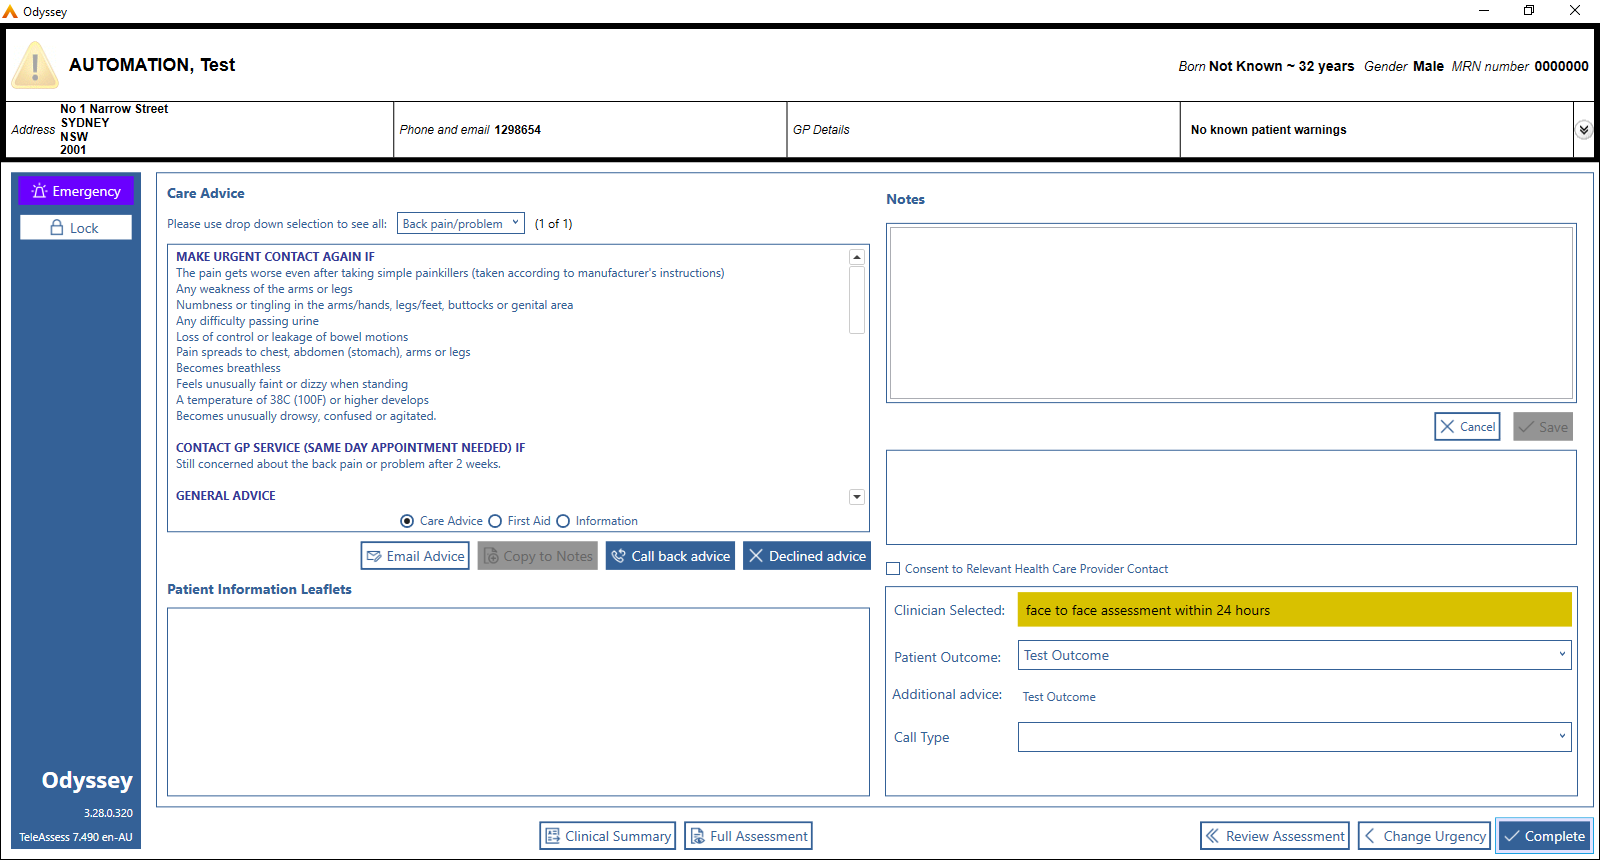 Odyssey
AUTOMATION, Test
Born Not Known ~ 32 years Gender Male MRN number 0000000
Address No 1 Narrow Street
SYDNEY
NSW
2001
Phone and email 1298654
GP Details
No known patient warnings
Emergency
Lock
Care Advice
Please use drop down selection to see all: Back pain/problem (1 of 1)
MAKE URGENT CONTACT AGAIN IF
The pain gets worse even after taking simple painkillers (taken according to manufacturer's instructions)
Any weakness of the arms or legs
Numbness or tingling in the arms/hands, legs/feet, buttocks or genital area
Any difficulty passing urine
Loss of control or leakage of bowel motions
Pain spreads to chest, abdomen (stomach), arms or legs
Becomes breathless
Feels unusually faint or dizzy when standing
A temperature of 38C (100F) or higher develops
Becomes unusually drowsy, confused or agitated.
CONTACT GP SERVICE (SAME DAY APPOINTMENT NEEDED) IF
Still concerned about the back pain or problem after 2 weeks.
GENERAL ADVICE
Care Advice First Aid Information
Email Advice Copy to Notes Call back advice Declined advice
Patient Information Leaflets
Notes
Cancel Save
Consent to Relevant Health Care Provider Contact
Clinician Selected: face to face assessment within 24 hours
Patient Outcome: Test Outcome
Additional advice: Test Outcome
Call Type
Odyssey
3.28.0.320
TeleAssess 7.490 en-AU
Clinical Summary Full Assessment Review Assessment Change Urgency Complete